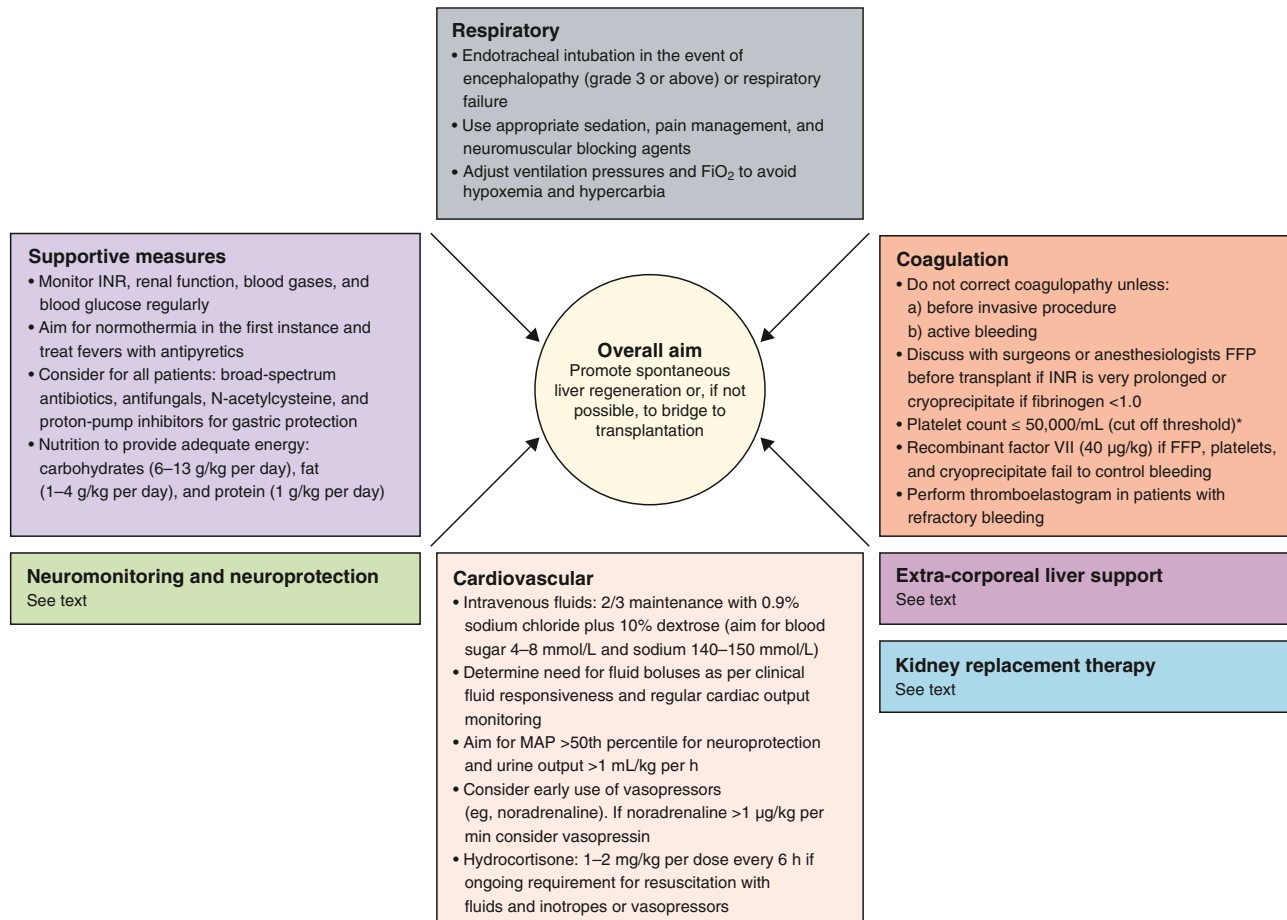 Respiratory
• Endotracheal intubation in the event of
encephalopathy (grade 3 or above) or respiratory
failure
• Use appropriate sedation, pain management, and
neuromuscular blocking agents
• Adjust ventilation pressures and FiO₂ to avoid
hypoxemia and hypercarbia
Supportive measures
• Monitor INR, renal function, blood gases, and
blood glucose regularly
• Aim for normothermia in the first instance and
treat fevers with antipyretics
• Consider for all patients: broad-spectrum
antibiotics, antifungals, N-acetylcysteine, and
proton-pump inhibitors for gastric protection
• Nutrition to provide adequate energy:
carbohydrates (6–13 g/kg per day), fat
(1–4 g/kg per day), and protein (1 g/kg per day)
Overall aim
Promote spontaneous
liver regeneration or, if not
possible, to bridge to
transplantation
Coagulation
• Do not correct coagulopathy unless:
a) before invasive procedure
b) active bleeding
• Discuss with surgeons or anesthesiologists FFP
before transplant if INR is very prolonged or
cryoprecipitate if fibrinogen <1.0
• Platelet count ≤ 50,000/mL (cut off threshold)*
• Recombinant factor VII (40 µg/kg) if FFP, platelets,
and cryoprecipitate fail to control bleeding
• Perform thromboelastogram in patients with
refractory bleeding
Neuromonitoring and neuroprotection
See text
Cardiovascular
• Intravenous fluids: 2/3 maintenance with 0.9%
sodium chloride plus 10% dextrose (aim for blood
sugar 4–8 mmol/L and sodium 140–150 mmol/L)
• Determine need for fluid boluses as per clinical
fluid responsiveness and regular cardiac output
monitoring
• Aim for MAP >50th percentile for neuroprotection
and urine output >1 mL/kg per h
• Consider early use of vasopressors
(eg, noradrenaline). If noradrenaline >1 µg/kg per
min consider vasopressin
• Hydrocortisone: 1–2 mg/kg per dose every 6 h if
ongoing requirement for resuscitation with
fluids and inotropes or vasopressors
Extra-corporeal liver support
See text
Kidney replacement therapy
See text